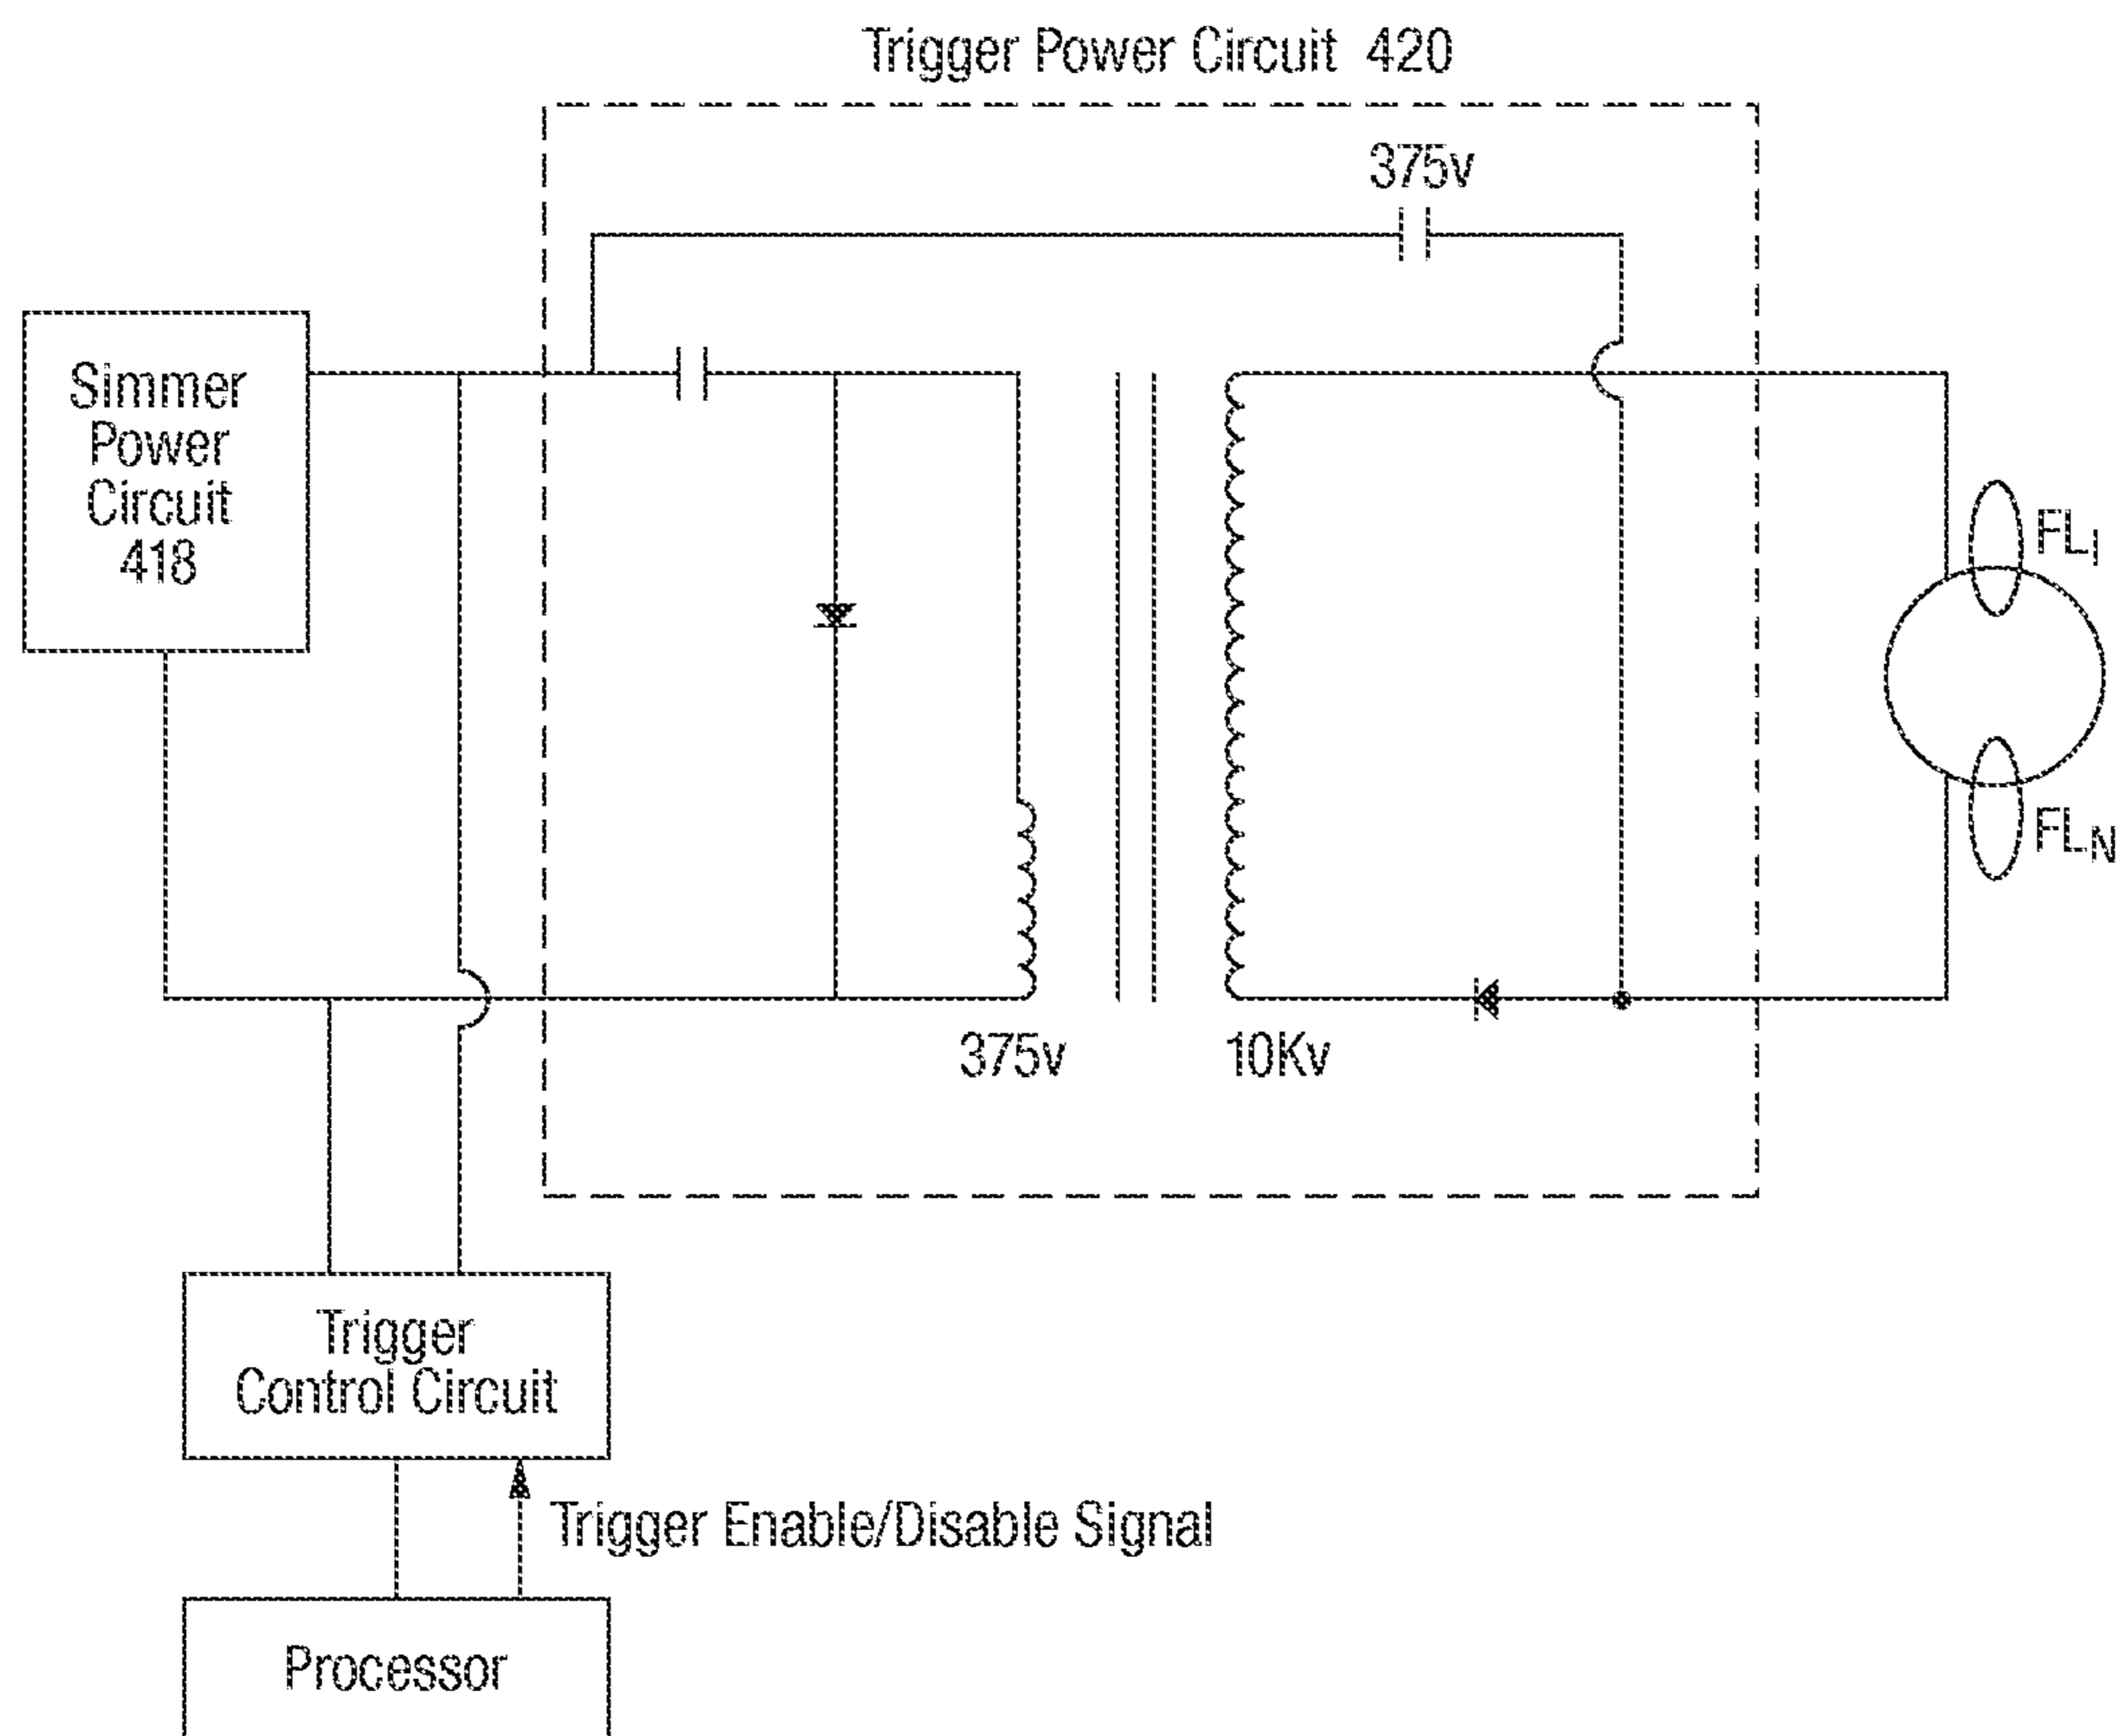 Trigger Power Circuit 420
375v
Simmer
Power
Circuit
418
FL1
FLN
375v
10Kv
Trigger
Control Circuit
Trigger Enable/Disable Signal
Processor